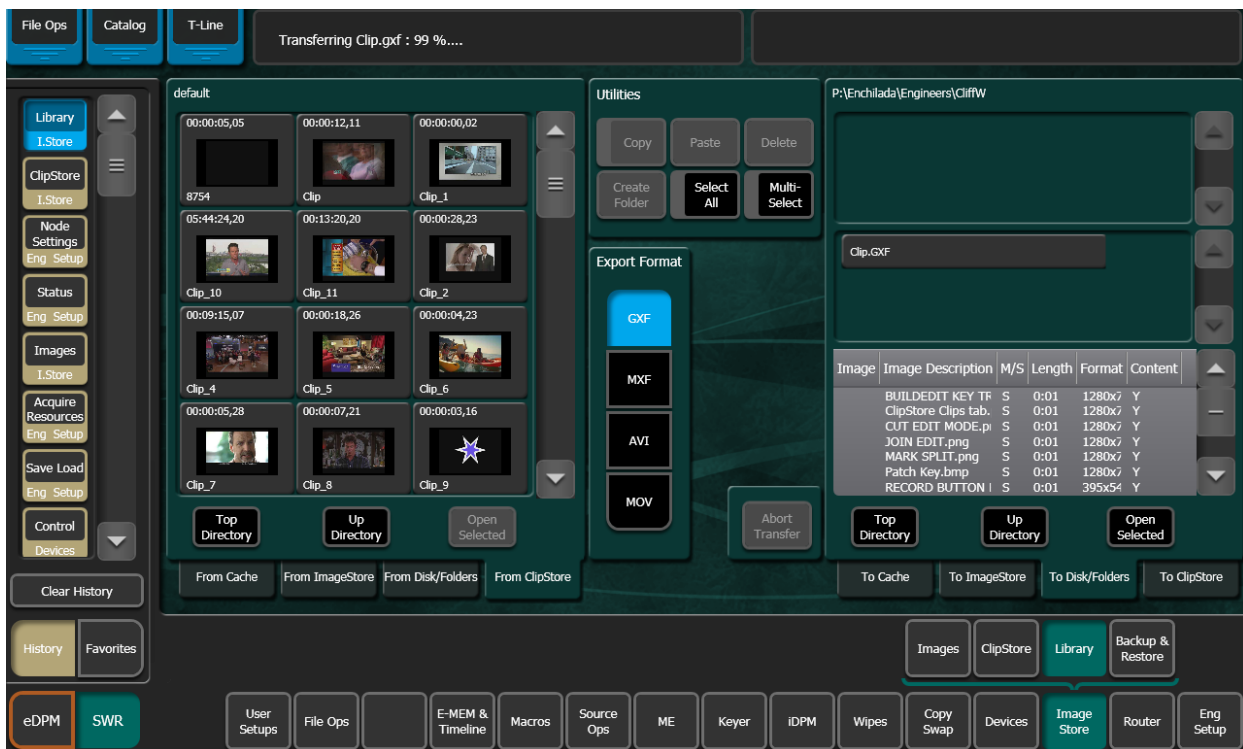 File Ops
Catalog
T-Line
Transferring Clip.gxf : 99 %....
Library
I.Store
ClipStore
I.Store
Node
Settings
Eng Setup
Status
Eng Setup
Images
I.Store
Acquire
Resources
Eng Setup
Save Load
Eng Setup
Control
Devices
Clear History
History
Favorites
eDPM
SWR
default
00:00:05,05
00:00:12,11
00:00:00,02
8754
Clip
Clip_1
05:44:24,20
00:13:20,20
00:00:28,23
Clip_10
Clip_11
Clip_2
00:09:15,07
00:00:18,26
00:00:04,23
Clip_4
Clip_5
Clip_6
00:00:05,28
00:00:07,21
00:00:03,16
Clip_7
Clip_8
Clip_9
Top
Directory
Up
Directory
Open
Selected
From Cache
From ImageStore
From Disk/Folders
From ClipStore
Utilities
Copy
Paste
Delete
Create
Folder
Select
All
Multi-
Select
Export Format
GXF
MXF
AVI
MOV
Abort
Transfer
P:\Enchilada\Engineers\CliffW
Clip.GXF
Image Image Description M/S Length Format Content
BUILDEDIT KEY TR S 0:01 1280x7 Y
ClipStore Clips tab. S 0:01 1280x7 Y
CUT EDIT MODE.p S 0:01 1280x7 Y
JOIN EDIT.png S 0:01 1280x7 Y
MARK SPLIT.png S 0:01 1280x7 Y
Patch Key.bmp S 0:01 1280x7 Y
RECORD BUTTON S 0:01 395x54 Y
Top
Directory
Up
Directory
Open
Selected
To Cache
To ImageStore
To Disk/Folders
To ClipStore
Images
ClipStore
Library
Backup &
Restore
User
Setups
File Ops
E-MEM &
Timeline
Macros
Source
Ops
ME
Keyer
iDPM
Wipes
Copy
Swap
Devices
Image
Store
Router
Eng
Setup